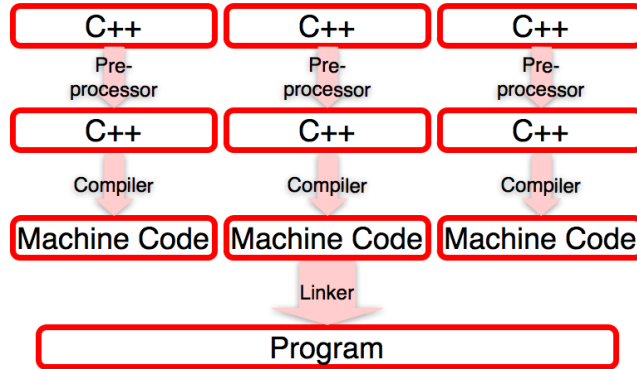 C++ C++ C++
Pre- Pre- Pre-
processor processor processor
C++ C++ C++
Compiler Compiler Compiler
Machine Code Machine Code Machine Code
Linker
Program